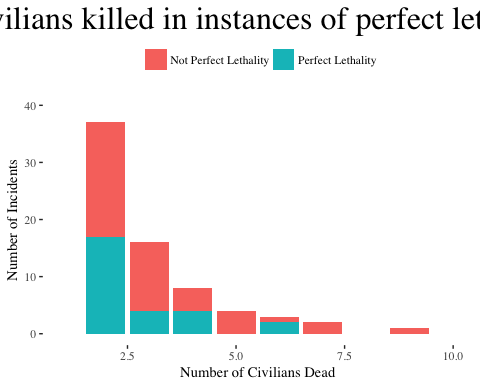 vilians killed in instances of perfect let
Not Perfect Lethality Perfect Lethality
Number of Incidents
40
30
20
10
0
2.5 5.0 7.5 10.0
Number of Civilians Dead